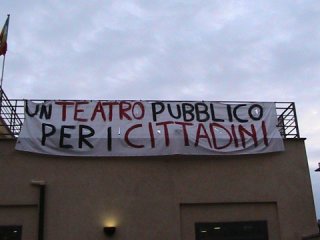 UN TEATRO PUBBLICO
PER I CITTADINI